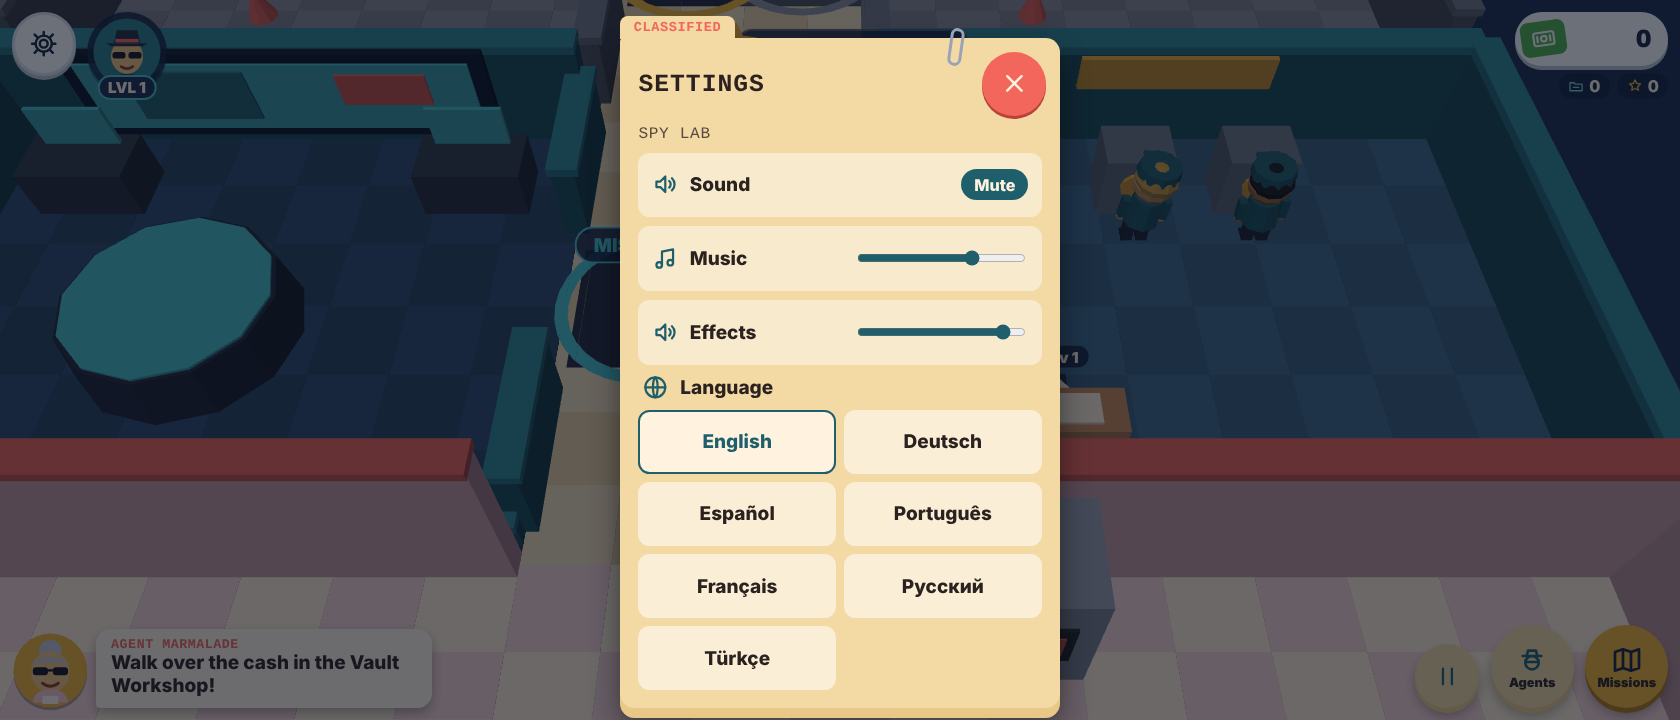 CLASSIFIED
SETTINGS
SPY LAB
Sound
Mute
Music
Effects
Language
English
Deutsch
Español
Português
Français
Русский
Türkçe
LVL 1
0
0
0
AGENT MARMALADE
Walk over the cash in the Vault
Workshop!
Agents
Missions